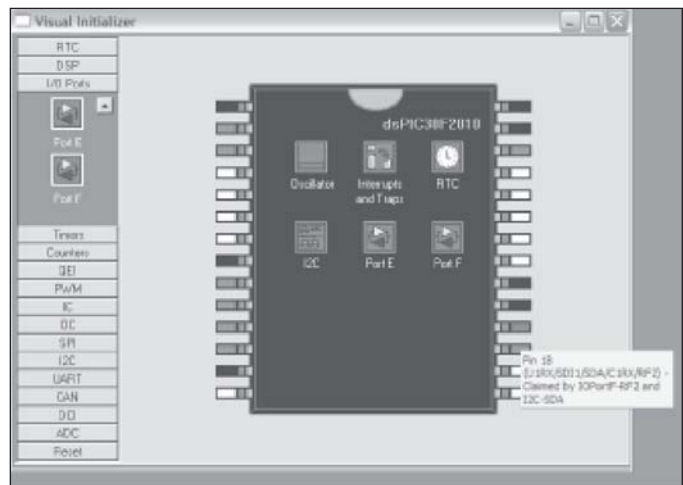 Visual Initializer
RTC
DSP
I/O Ports
Port E
Port F
Timers
Counters
QEI
PWM
IC
OC
SPI
I2C
UART
CAN
DCI
ADC
Reset
dsPIC30F2010
Oscillator
Interrupts and Traps
RTC
I2C
Port E
Port F
Pin 18
(U1RX/SDI1/SDA/C1RX/RF2) -
Claimed by IOPortF-RF2 and
I2C-SDA